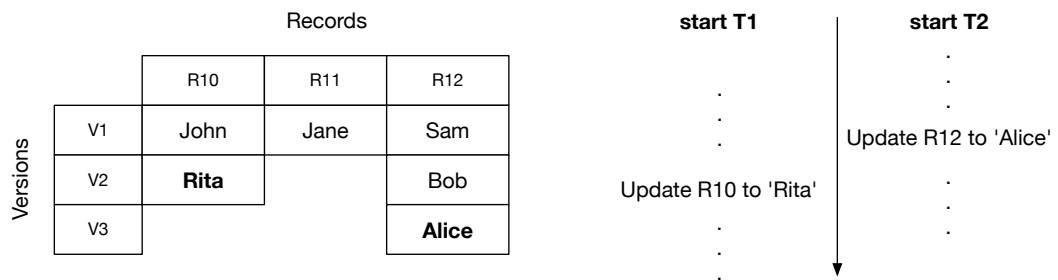 Records
start T1
start T2
R10 R11 R12
V1 John Jane Sam
Update R12 to 'Alice'
Versions
V2 Rita Bob
Update R10 to 'Rita'
V3 Alice